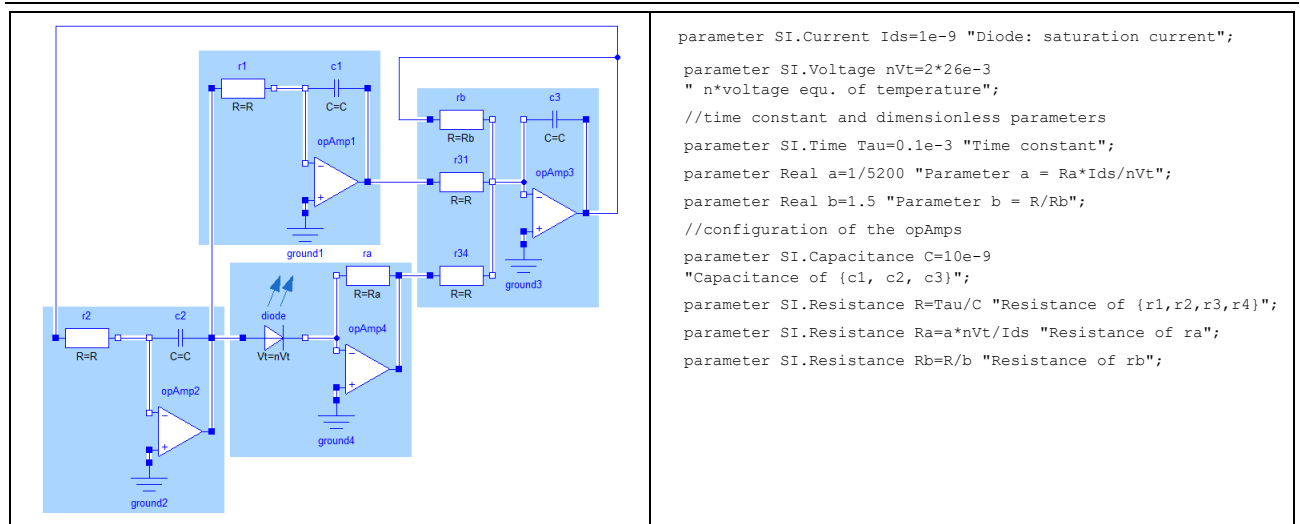 r1
c1
R=R
C=C
opAmp1
ground1
rb
c3
R=Rb
C=C
r31
opAmp3
R=R
ra
r34
R=Ra
R=R
ground3
diode
opAmp4
Vt=nVt
ground4
r2
c2
R=R
C=C
opAmp2
ground2
parameter SI.Current Ids=1e-9 "Diode: saturation current";
parameter SI.Voltage nVt=2*26e-3
" n*voltage equ. of temperature";
//time constant and dimensionless parameters
parameter SI.Time Tau=0.1e-3 "Time constant";
parameter Real a=1/5200 "Parameter a = Ra*Ids/nVt";
parameter Real b=1.5 "Parameter b = R/Rb";
//configuration of the opAmps
parameter SI.Capacitance C=10e-9
"Capacitance of {c1, c2, c3}";
parameter SI.Resistance R=Tau/C "Resistance of {r1,r2,r3,r4}";
parameter SI.Resistance Ra=a*nVt/Ids "Resistance of ra";
parameter SI.Resistance Rb=R/b "Resistance of rb";